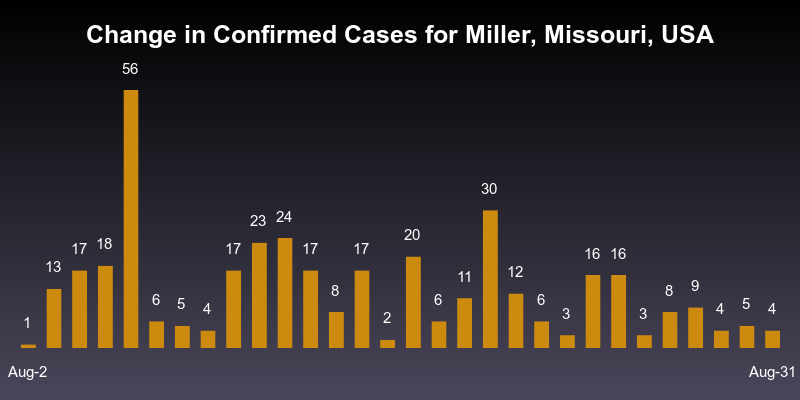 Change in Confirmed Cases for Miller, Missouri, USA
1 13 17 18 56 6 5 4 17 23 24 17 8 17 2 20 6 11 30 12 6 3 16 16 3 8 9 4 5 4
Aug-2 Aug-31